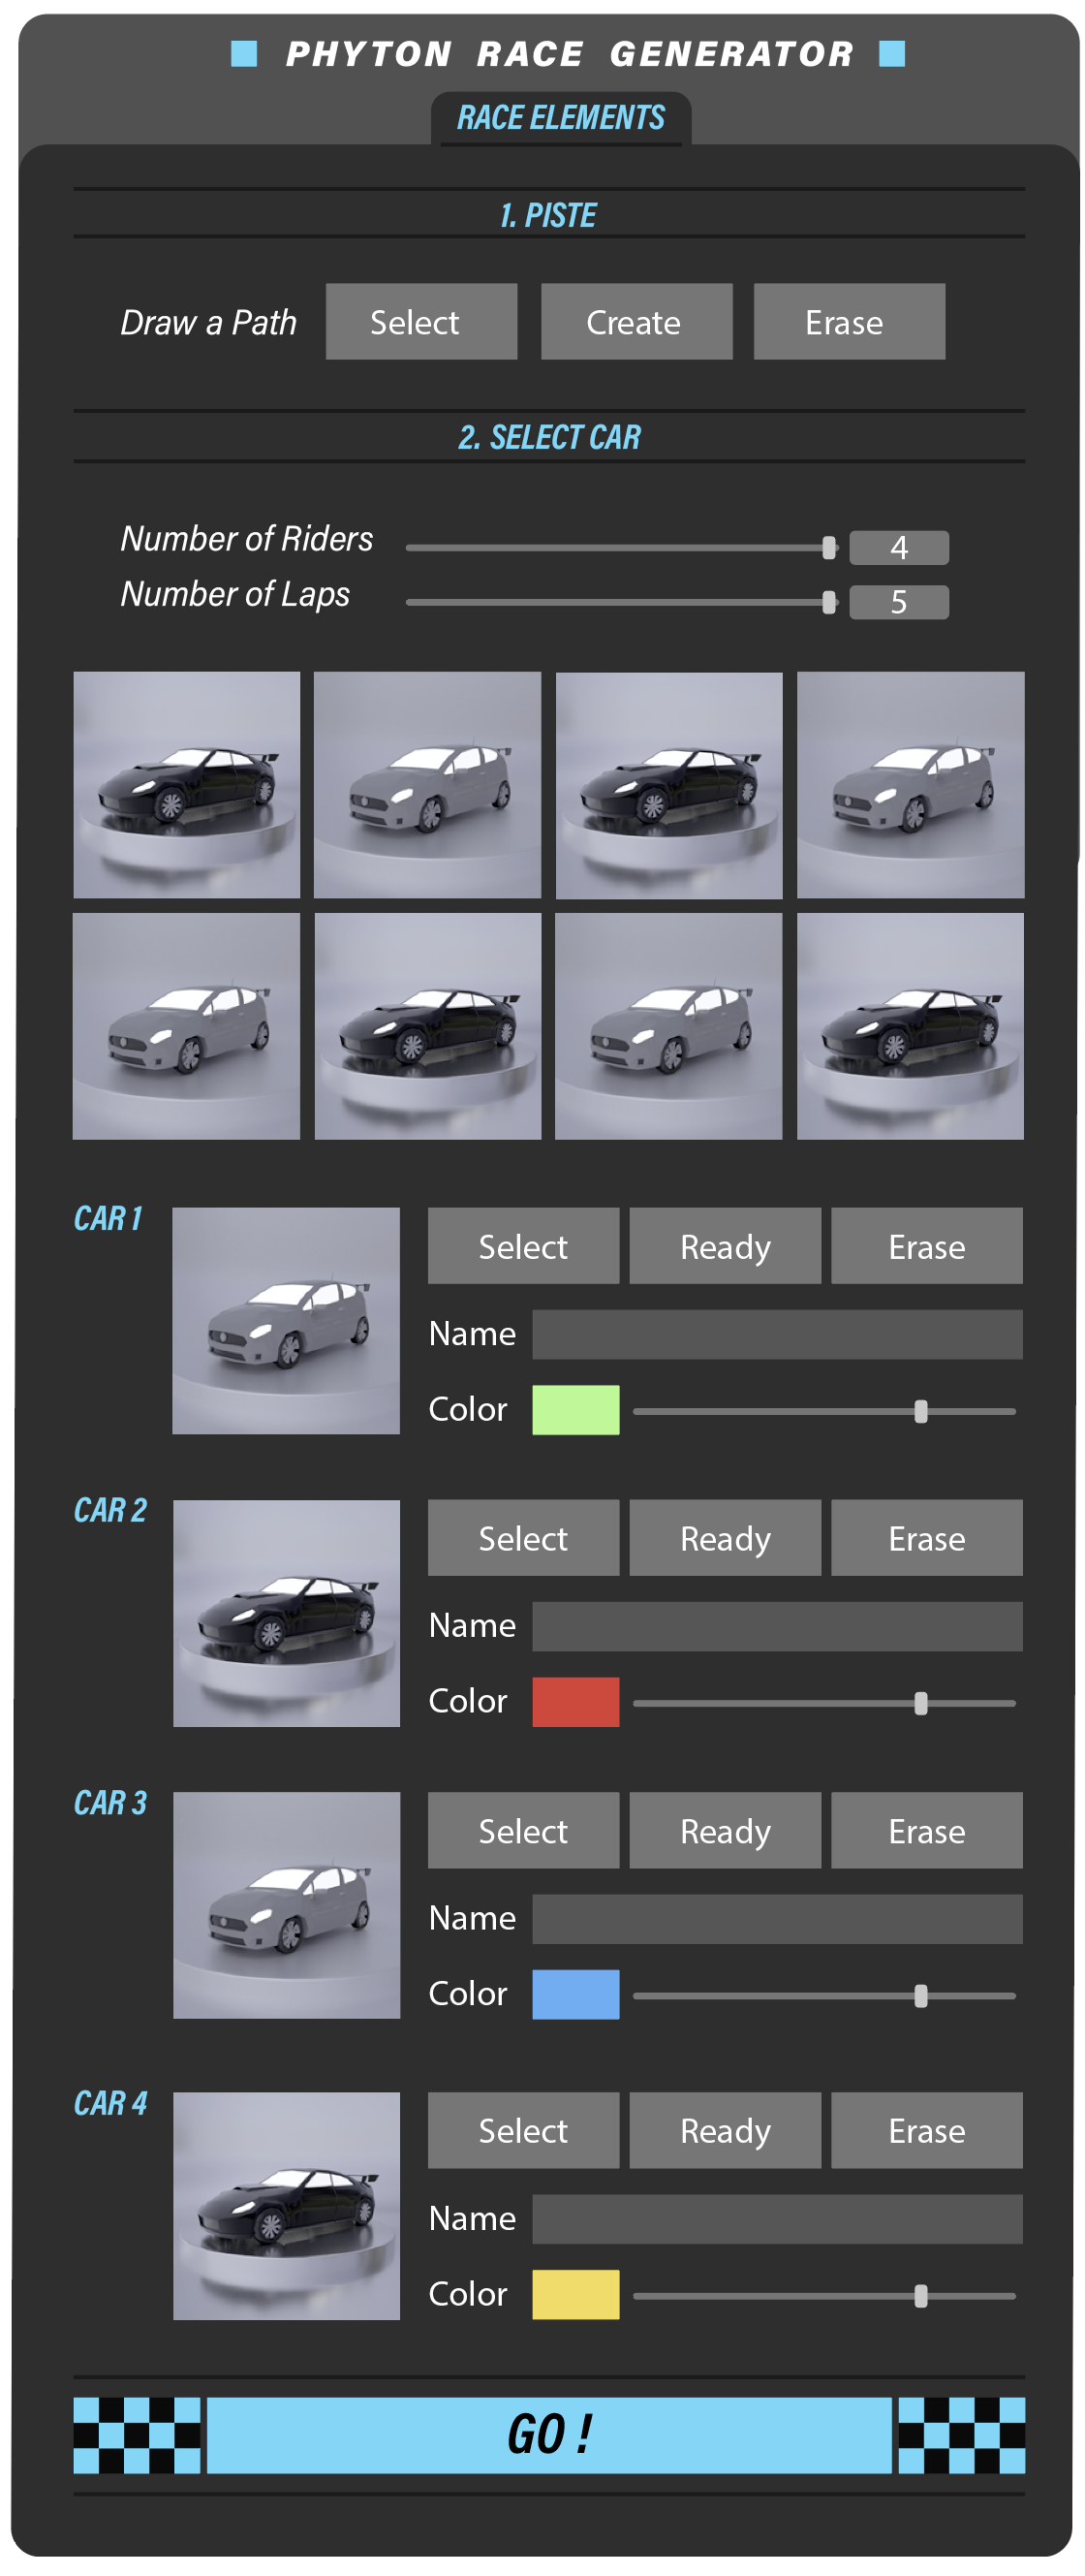 PHYTON RACE GENERATOR
RACE ELEMENTS
1. PISTE
Draw a Path Select Create Erase
2. SELECT CAR
Number of Riders 4
Number of Laps 5
CAR 1 Select Ready Erase
Name
Color
CAR 2 Select Ready Erase
Name
Color
CAR 3 Select Ready Erase
Name
Color
CAR 4 Select Ready Erase
Name
Color
GO !